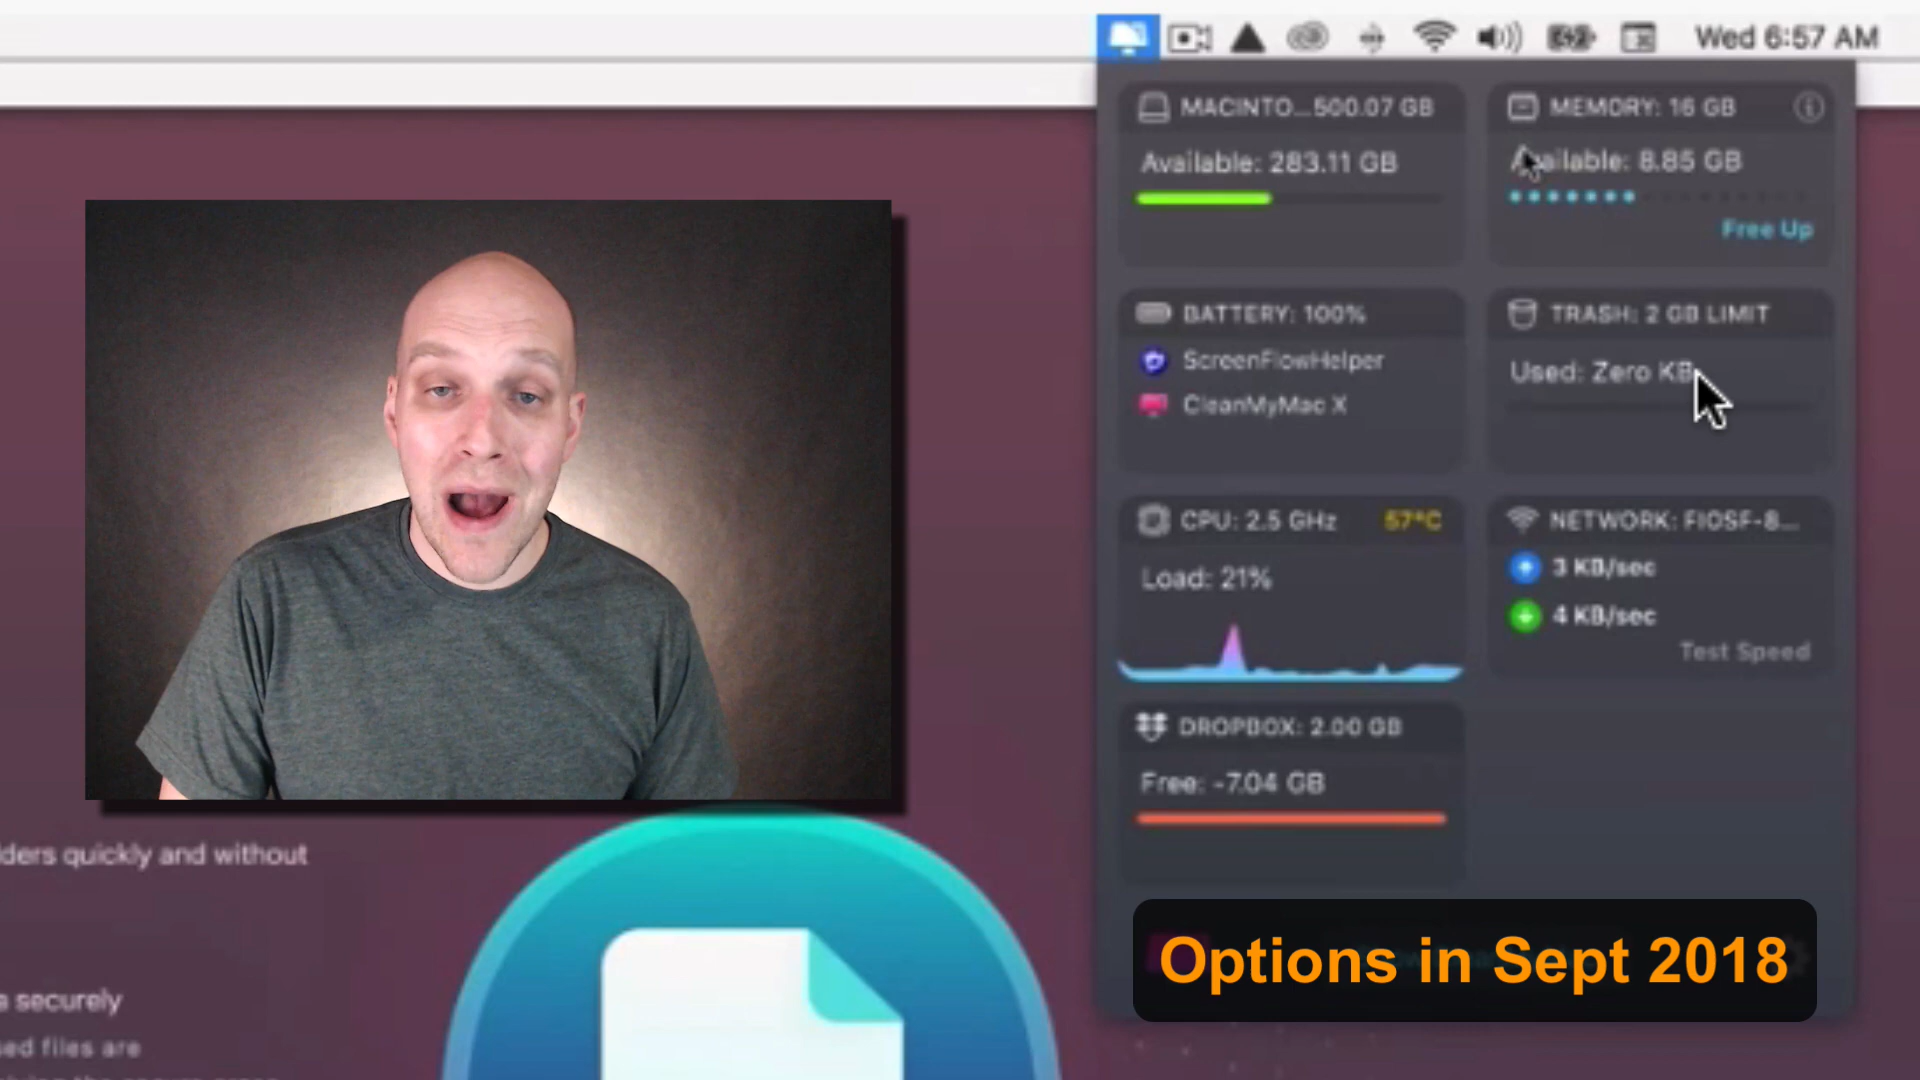 Wed 6:57 AM
MACINTO...500.07 GB
Available: 283.11 GB
MEMORY: 16 GB
Available: 8.85 GB
Free Up
BATTERY: 100%
ScreenFlowHelper
CleanMyMac X
TRASH: 2 GB LIMIT
Used: Zero KB
CPU: 2.5 GHz 57°C
Load: 21%
NETWORK: FIOSF-8...
3 KB/sec
4 KB/sec
Test Speed
DROPBOX: 2.00 GB
Free: -7.04 GB
Options in Sept 2018
lders quickly and without
securely
files are